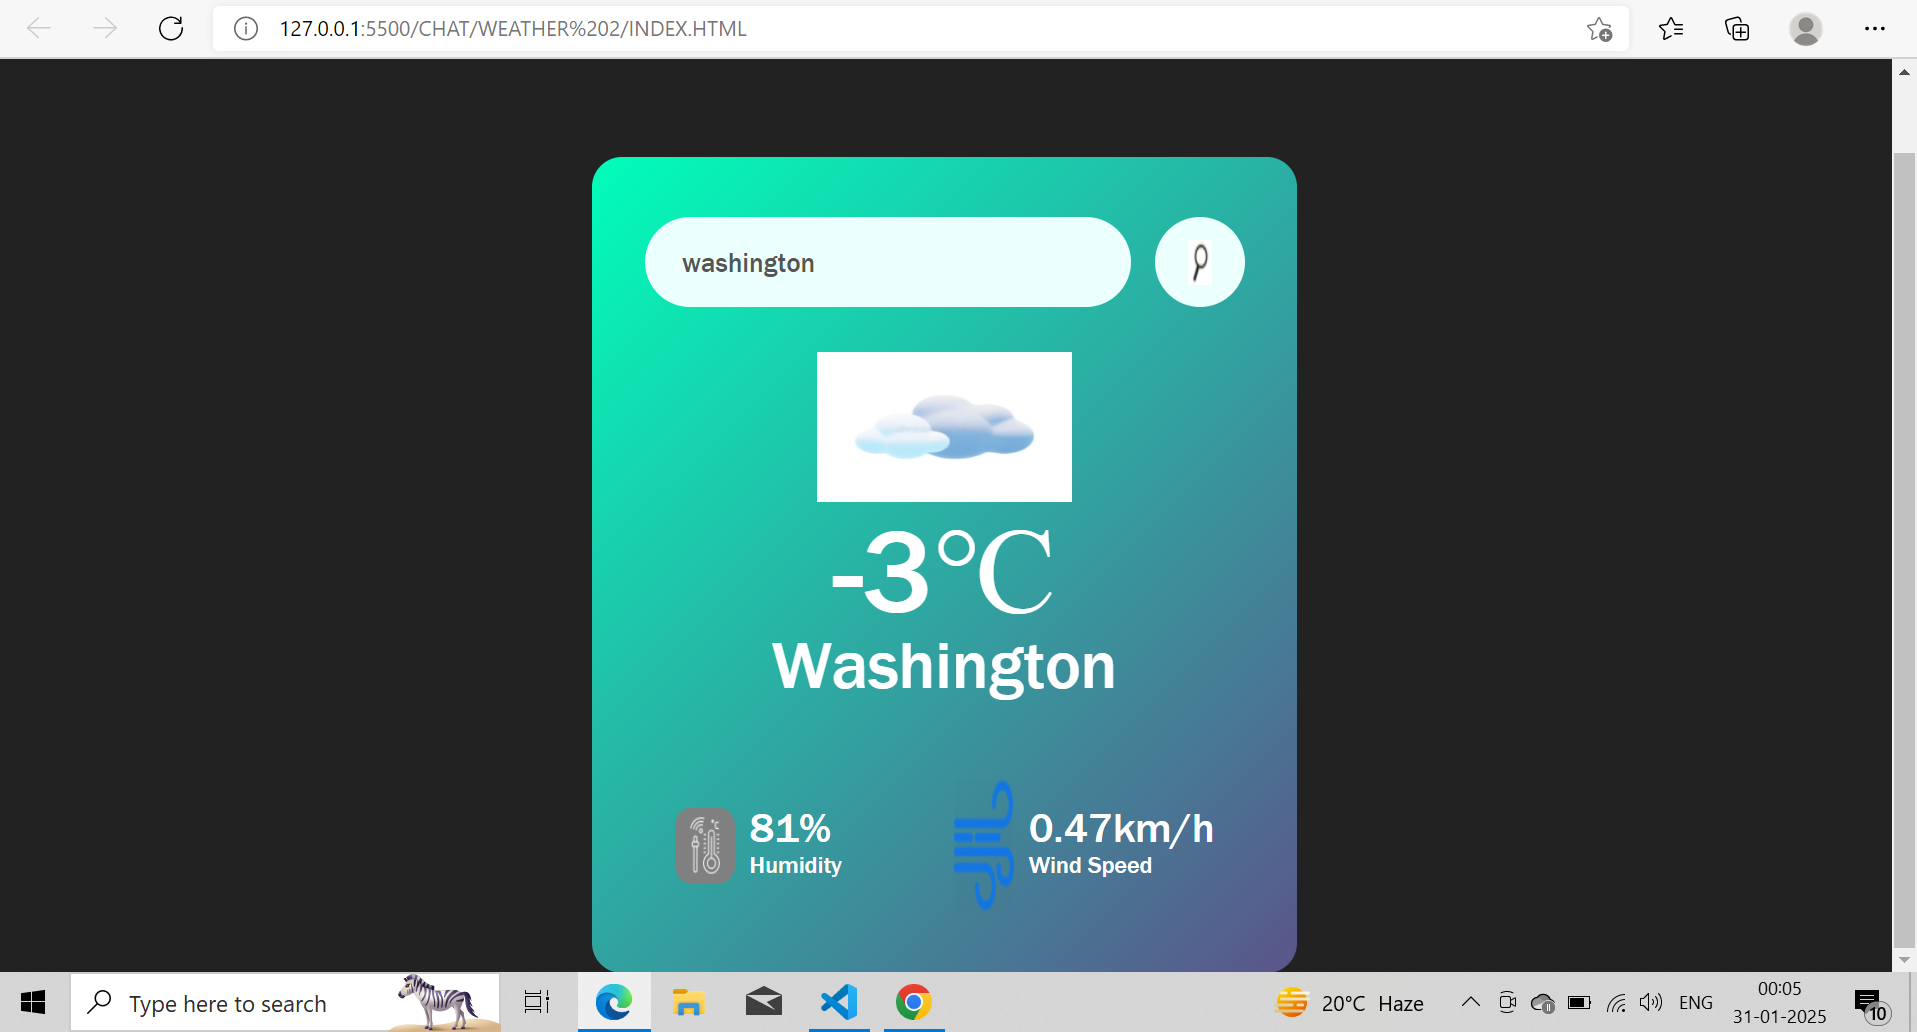 127.0.0.1:5500/CHAT/WEATHER%202/INDEX.HTML
washington
-3°C
Washington
81%
Humidity
0.47km/h
Wind Speed
Type here to search
20°C Haze
ENG
00:05
31-01-2025
10